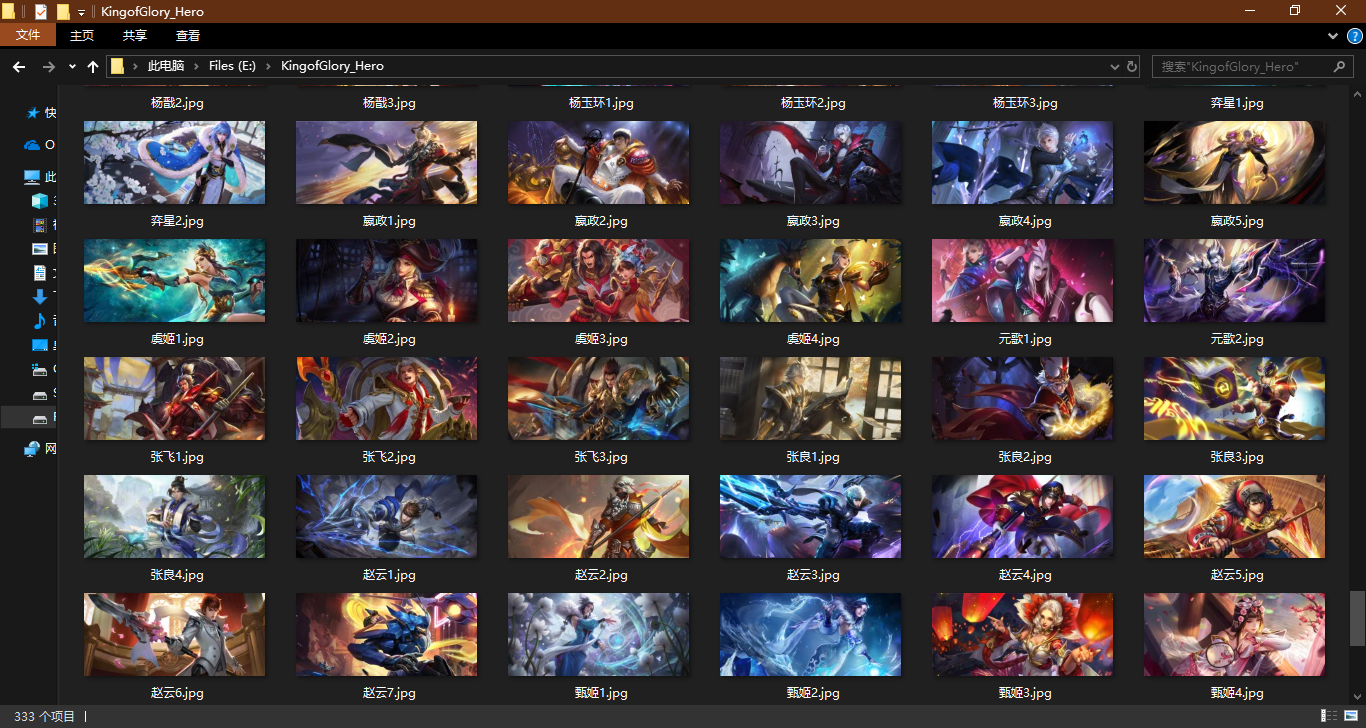 KingofGlory_Hero
文件 主页 共享 查看
此电脑 Files (E:) KingofGlory_Hero 搜索"KingofGlory_Hero"
杨戬2.jpg 杨戬3.jpg 杨玉环1.jpg 杨玉环2.jpg 杨玉环3.jpg 弈星1.jpg
快
O
此
网
弈星2.jpg 嬴政1.jpg 嬴政2.jpg 嬴政3.jpg 嬴政4.jpg 嬴政5.jpg
虞姬1.jpg 虞姬2.jpg 虞姬3.jpg 虞姬4.jpg 元歌1.jpg 元歌2.jpg
张飞1.jpg 张飞2.jpg 张飞3.jpg 张良1.jpg 张良2.jpg 张良3.jpg
张良4.jpg 赵云1.jpg 赵云2.jpg 赵云3.jpg 赵云4.jpg 赵云5.jpg
赵云6.jpg 赵云7.jpg 甄姬1.jpg 甄姬2.jpg 甄姬3.jpg 甄姬4.jpg
333 个项目